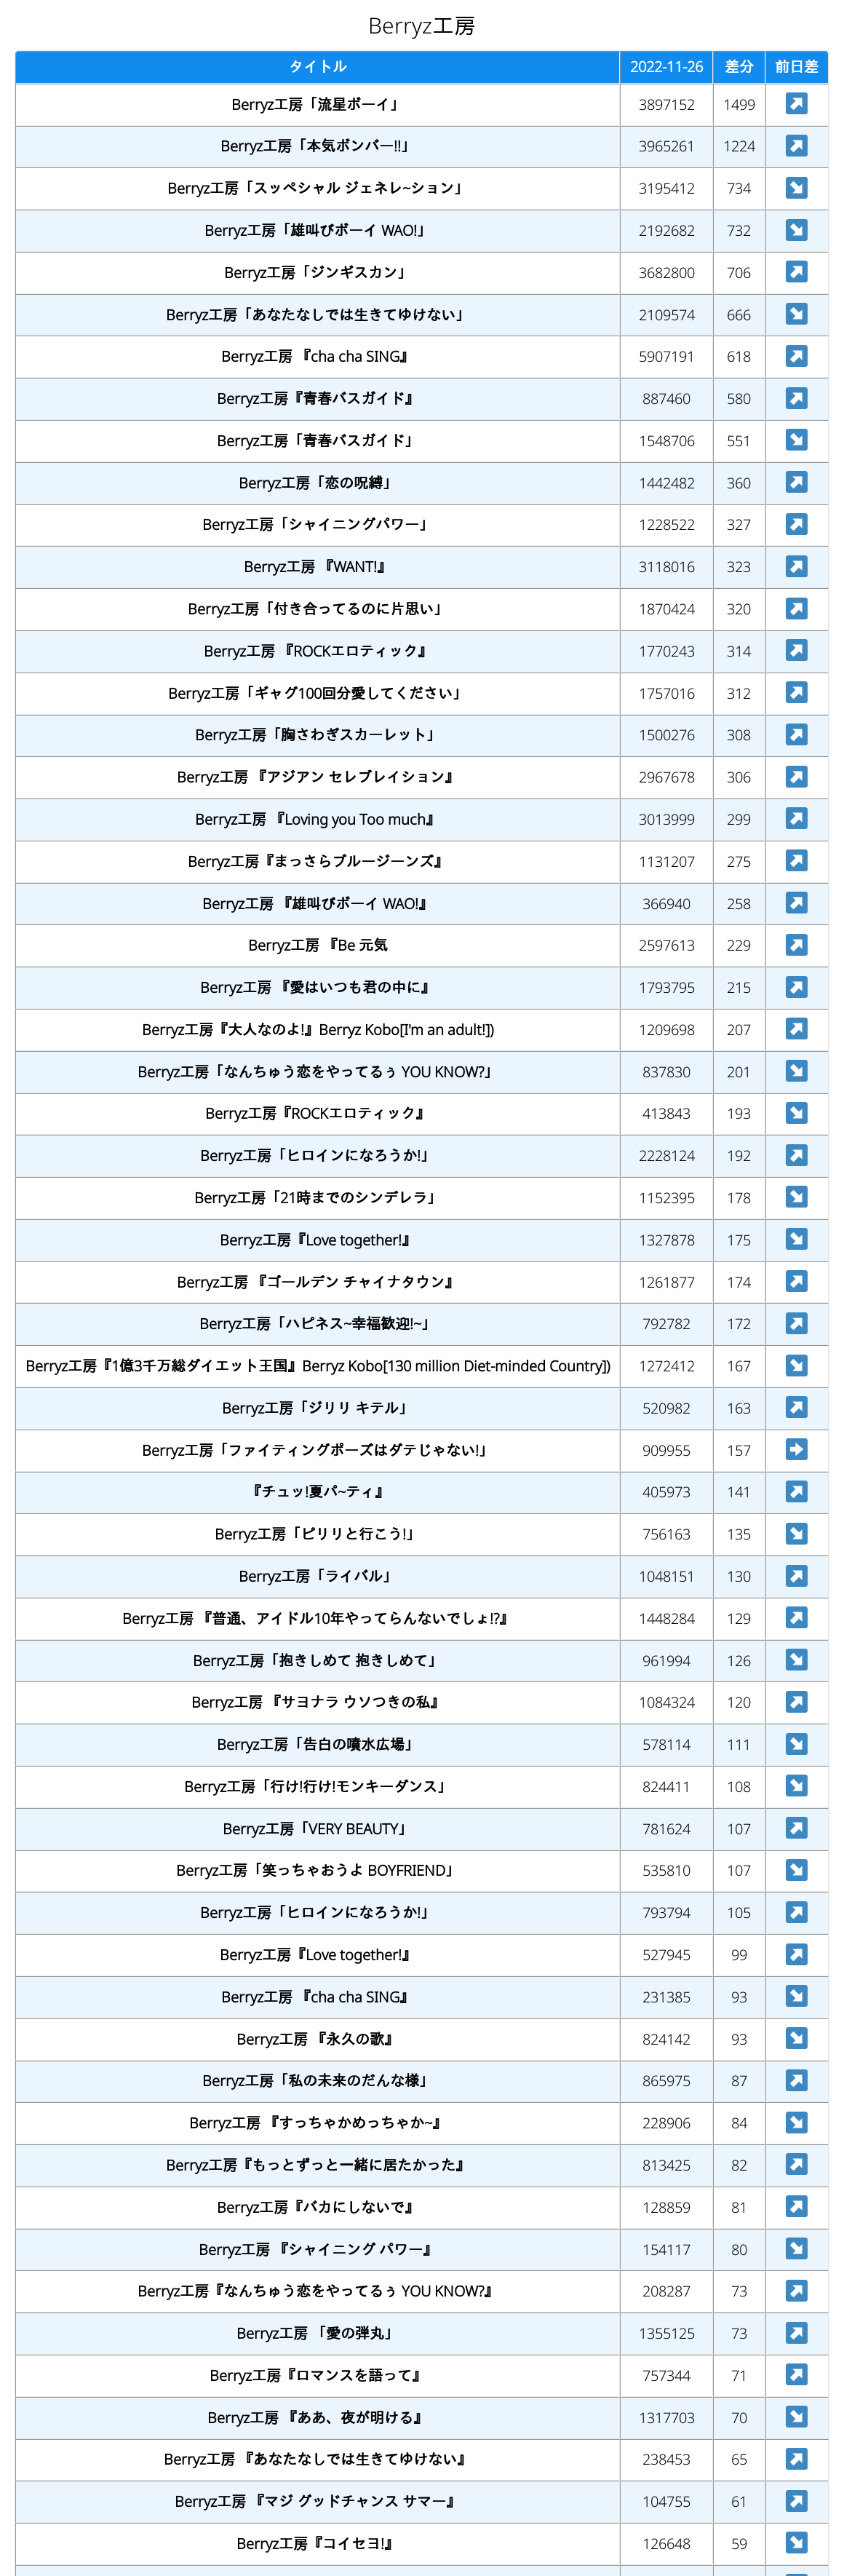 Berryz工房
タイトル 2022-11-26 差分 前日差
Berryz工房「流星ボーイ」 3897152 1499 ↗
Berryz工房「本気ボンバー!!」 3965261 1224 ↗
Berryz工房「スッペシャル ジェネレ~ション」 3195412 734 ↘
Berryz工房「雄叫びボーイ WAO!」 2192682 732 ↘
Berryz工房「ジンギスカン」 3682800 706 ↗
Berryz工房「あなたなしでは生きてゆけない」 2109574 666 ↘
Berryz工房 『cha cha SING』 5907191 618 ↗
Berryz工房『青春バスガイド』 887460 580 ↗
Berryz工房「青春バスガイド」 1548706 551 ↘
Berryz工房「恋の呪縛」 1442482 360 ↗
Berryz工房「シャイニングパワー」 1228522 327 ↗
Berryz工房 『WANT!』 3118016 323 ↗
Berryz工房「付き合ってるのに片思い」 1870424 320 ↗
Berryz工房 『ROCKエロティック』 1770243 314 ↗
Berryz工房「ギャグ100回分愛してください」 1757016 312 ↗
Berryz工房「胸さわぎスカーレット」 1500276 308 ↗
Berryz工房 『アジアン セレブレイション』 2967678 306 ↗
Berryz工房 『Loving you Too much』 3013999 299 ↗
Berryz工房『まっさらブルージーンズ』 1131207 275 ↗
Berryz工房 『雄叫びボーイ WAO!』 366940 258 ↗
Berryz工房 『Be 元気 2597613 229 ↗
Berryz工房 『愛はいつも君の中に』 1793795 215 ↗
Berryz工房『大人なのよ!』Berryz Kobo[I'm an adult!]) 1209698 207 ↗
Berryz工房「なんちゅう恋をやってるぅ YOU KNOW?」 837830 201 ↘
Berryz工房『ROCKエロティック』 413843 193 ↘
Berryz工房「ヒロインになろうか!」 2228124 192 ↗
Berryz工房「21時までのシンデレラ」 1152395 178 ↘
Berryz工房『Love together!』 1327878 175 ↘
Berryz工房 『ゴールデン チャイナタウン』 1261877 174 ↗
Berryz工房「ハピネス~幸福歓迎!~」 792782 172 ↗
Berryz工房『1億3千万総ダイエット王国』Berryz Kobo[130 million Diet-minded Country]) 1272412 167 ↘
Berryz工房「ジリリ キテル」 520982 163 ↗
Berryz工房「ファイティングポーズはダテじゃない!」 909955 157 ➡
『チュッ!夏パ~ティ』 405973 141 ↗
Berryz工房「ピリリと行こう!」 756163 135 ↘
Berryz工房「ライバル」 1048151 130 ↗
Berryz工房 『普通、アイドル10年やってらんないでしょ!?』 1448284 129 ↗
Berryz工房「抱きしめて 抱きしめて」 961994 126 ↘
Berryz工房 『サヨナラ ウソつきの私』 1084324 120 ↗
Berryz工房「告白の噴水広場」 578114 111 ↘
Berryz工房「行け!行け!モンキーダンス」 824411 108 ↘
Berryz工房「VERY BEAUTY」 781624 107 ↗
Berryz工房「笑っちゃおうよ BOYFRIEND」 535810 107 ↘
Berryz工房「ヒロインになろうか!」 793794 105 ↗
Berryz工房『Love together!』 527945 99 ↗
Berryz工房 『cha cha SING』 231385 93 ↘
Berryz工房 『永久の歌』 824142 93 ↘
Berryz工房「私の未来のだんな様」 865975 87 ↗
Berryz工房 『すっちゃかめっちゃか~』 228906 84 ↘
Berryz工房『もっとずっと一緒に居たかった』 813425 82 ↗
Berryz工房『バカにしないで』 128859 81 ↗
Berryz工房 『シャイニング パワー』 154117 80 ↘
Berryz工房『なんちゅう恋をやってるぅ YOU KNOW?』 208287 73 ↗
Berryz工房 「愛の弾丸」 1355125 73 ↗
Berryz工房『ロマンスを語って』 757344 71 ↗
Berryz工房 『ああ、夜が明ける』 1317703 70 ↘
Berryz工房 『あなたなしでは生きてゆけない』 238453 65 ↗
Berryz工房 『マジ グッドチャンス サマー』 104755 61 ↗
Berryz工房『コイセヨ!』 126648 59 ↘